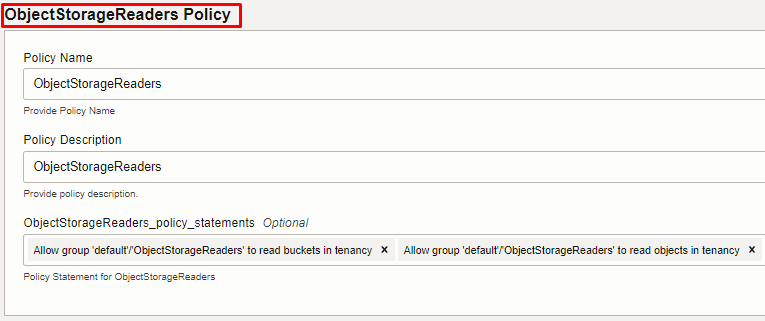 ObjectStorageReaders Policy
Policy Name
ObjectStorageReaders
Provide Policy Name
Policy Description
ObjectStorageReaders
Provide policy description.
ObjectStorageReaders_policy_statements Optional
Allow group 'default'/'ObjectStorageReaders' to read buckets in tenancy × Allow group 'default'/'ObjectStorageReaders' to read objects in tenancy ×
Policy Statement for ObjectStorageReaders